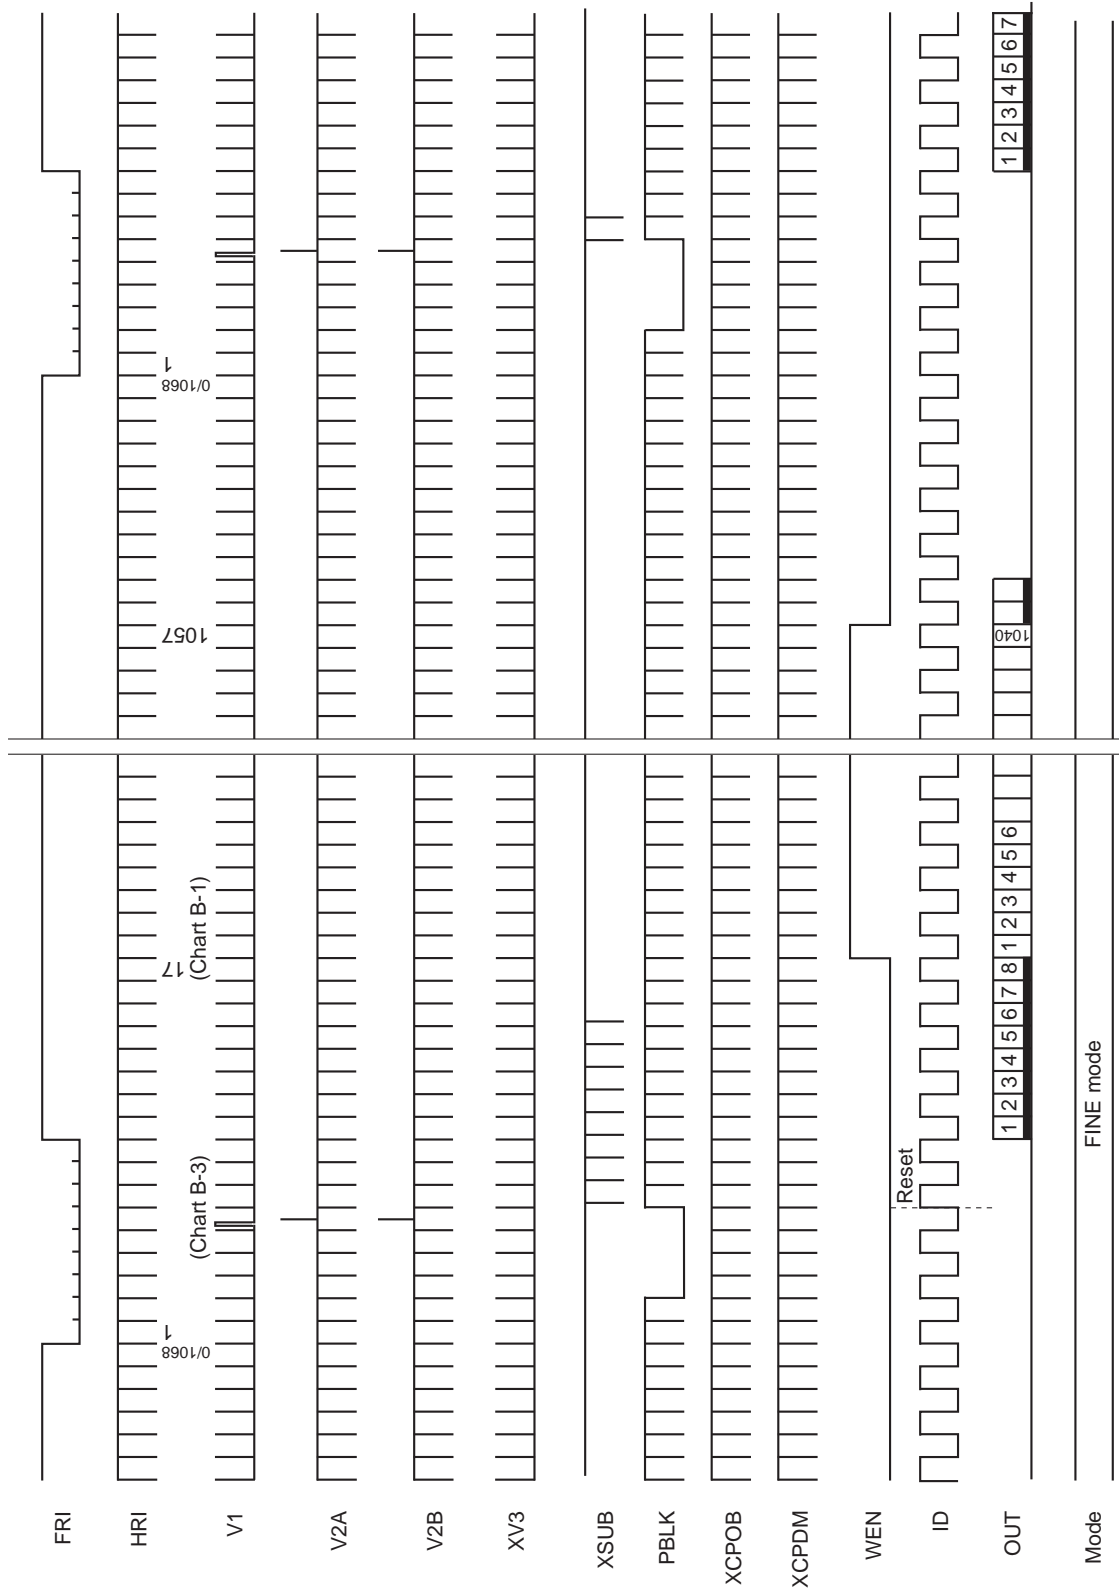 FRI
HRI
0/1068
1
17
1057
0/1068
1
V1
(Chart B-3)
(Chart B-1)
V2A
V2B
XV3
XSUB
PBLK
XCPOB
XCPDM
WEN
Reset
ID
OUT
1 2 3 4 5 6 7 8 1 2 3 4 5 6
1040
1 2 3 4 5 6 7
Mode
FINE mode